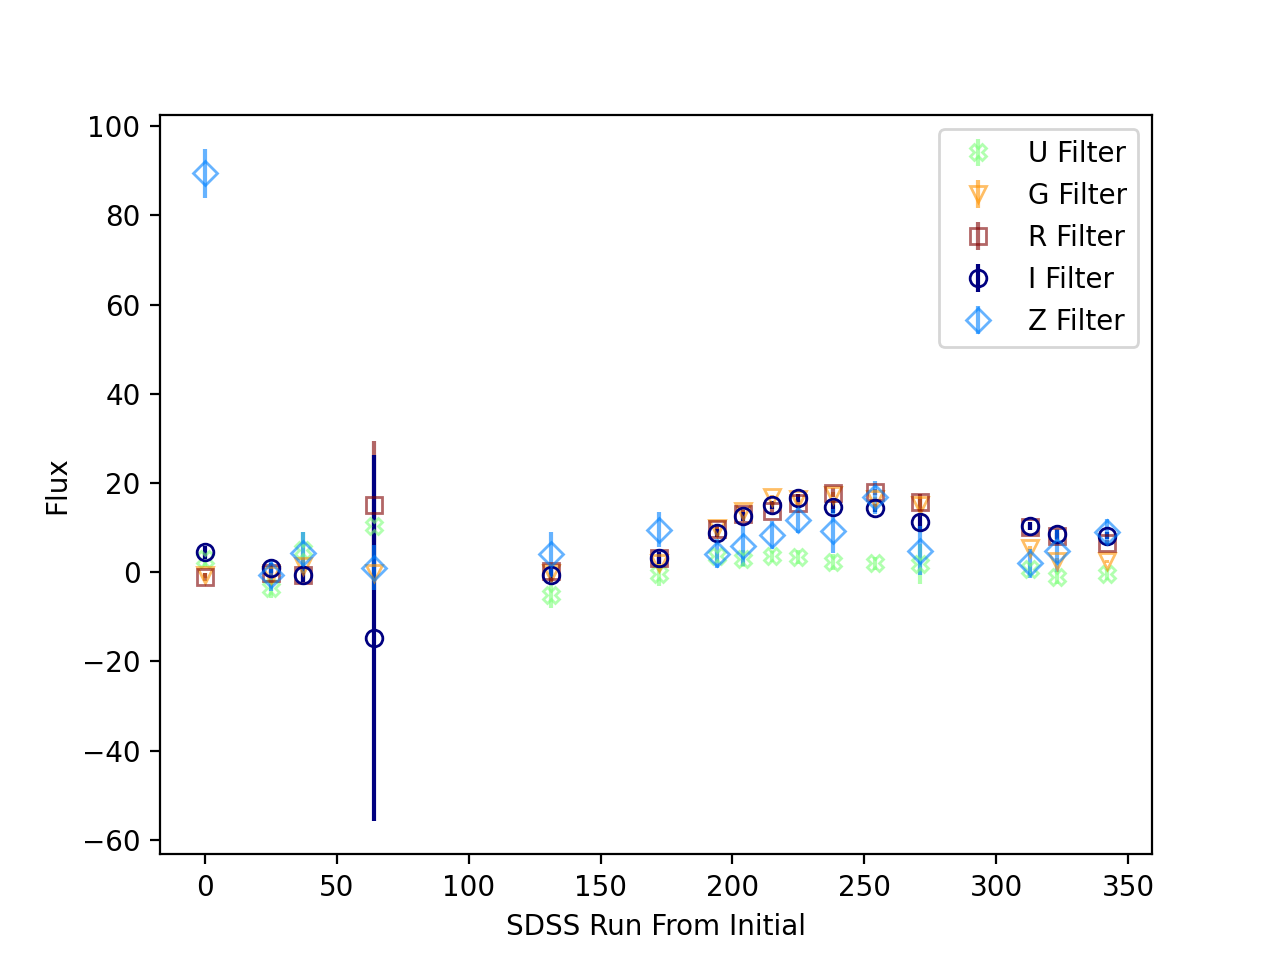 100
80
60
40
20
0
−20
−40
−60
Flux
0 50 100 150 200 250 300 350
SDSS Run From Initial
U Filter
G Filter
R Filter
I Filter
Z Filter